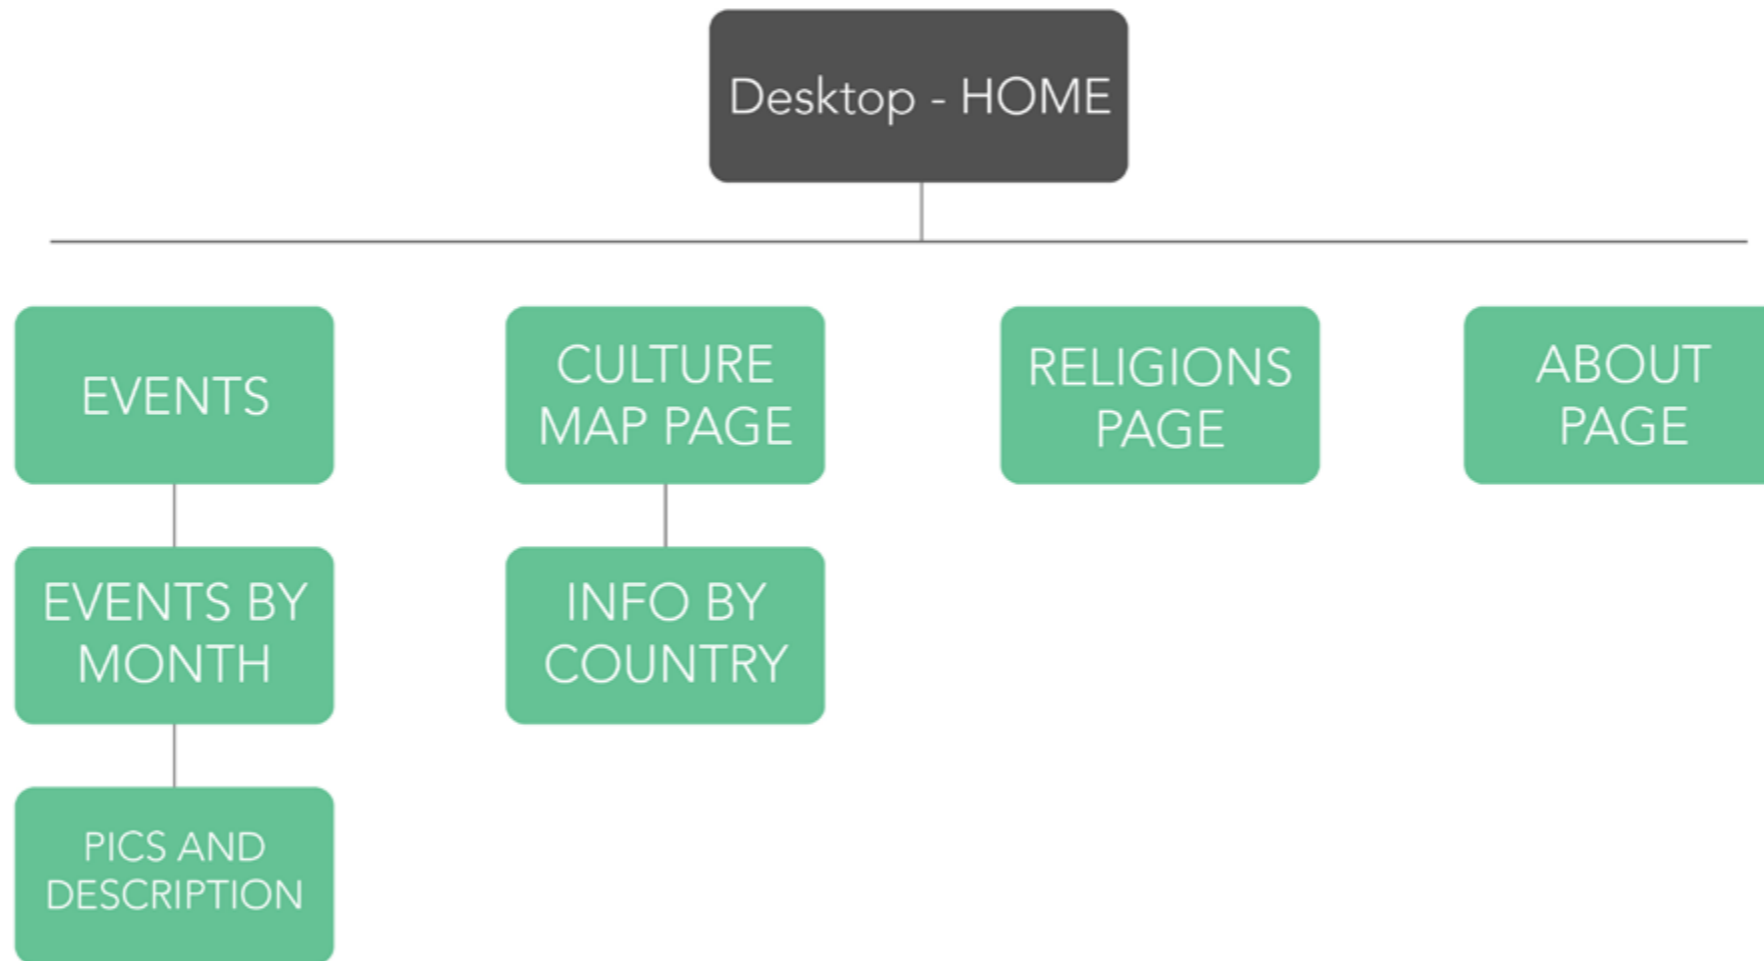 Desktop - HOME
EVENTS
CULTURE
MAP PAGE
RELIGIONS
PAGE
ABOUT
PAGE
EVENTS BY
MONTH
INFO BY
COUNTRY
PICS AND
DESCRIPTION